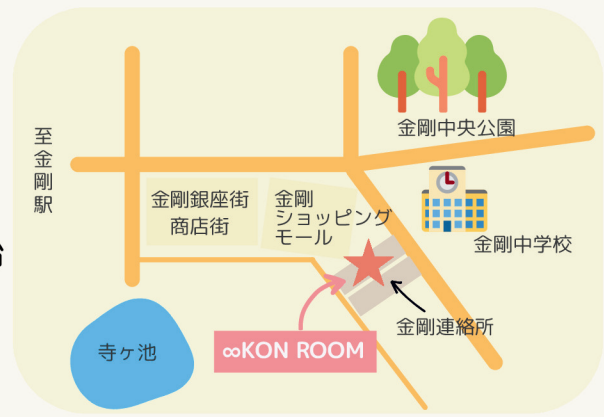 金剛中央公園
至金剛駅
金剛銀座街
商店街
金剛
ショッピング
モール
金剛中学校
金剛連絡所
寺ヶ池
∞KON ROOM